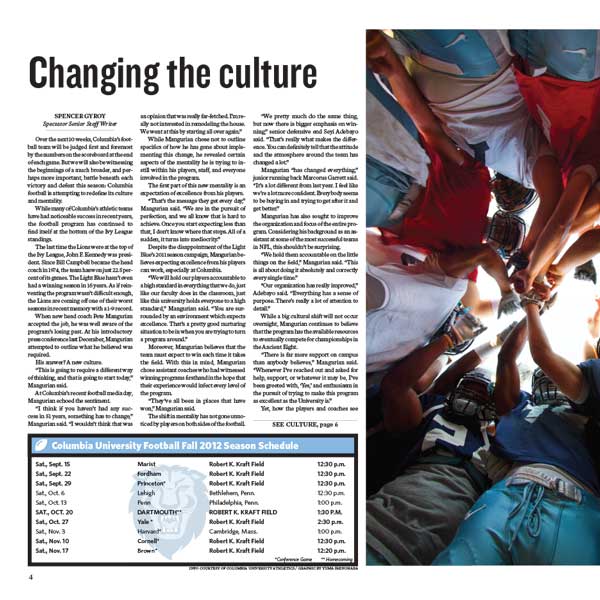 Changing the culture
SPENCER GYROY
Spectator Senior Staff Writer
Over the next 10 weeks, Columbia's foot-
ball team will be judged first and foremost
by the numbers on the scoreboard at the end
of each game. But we will also be witnessing
the beginnings of a much broader, and per-
haps more important, battle beneath each
victory and defeat this season: Columbia
football is attempting to redefine its culture
and mentality.
While many of Columbia's athletic teams
have had noticeable success in recent years,
the football program has continued to
find itself at the bottom of the Ivy League
standings.
The last time the Lions were at the top of
the Ivy League, John F. Kennedy was presi-
dent. Since Bill Campbell became the head
coach in 1974, the team has won just 22.5 per-
cent of its games. The Light Blue hasn't even
had a winning season in 16 years. As if rein-
venting the program wasn't difficult enough,
the Lions are coming off one of their worst
seasons in recent memory with a 1-9 record.
When new head coach Pete Mangurian
accepted the job, he was well aware of the
program's losing past. At his introductory
press conference last December, Mangurian
attempted to outline what he believed was
required.
His answer? A new culture.
"This is going to require a different way
of thinking, and that is going to start today,"
Mangurian said.
At Columbia's recent football media day,
Mangurian echoed the sentiment.
"I think if you haven't had any suc-
cess in 51 years, something has to change,"
Mangurian said. "I wouldn't think that was
an opinion that was really far-fetched. I'm re-
ally not interested in remodeling the house.
We went at this by starting all over again."
While Mangurian chose not to outline
specifics of how he has gone about imple-
menting this change, he revealed certain
aspects of the mentality he is trying to in-
still within his players, staff, and everyone
involved in the program.
The first part of this new mentality is an
expectation of excellence from his players.
"That's the message they get every day,"
Mangurian said. "We are in the pursuit of
perfection, and we all know that is hard to
achieve. Once you start expecting less than
that, I don't know where that stops. All of a
sudden, it turns into mediocrity."
Despite the disappointment of the Light
Blue's 2011 season campaign, Mangurian be-
lieves expecting excellence from his players
can work, especially at Columbia.
"We will hold our players accountable to
a high standard in everything that we do, just
like our faculty does in the classroom, just
like this university holds everyone to a high
standard," Mangurian said. "You are sur-
rounded by an environment which expects
excellence. That's a pretty good nurturing
situation to be in when you are trying to turn
a program around."
Moreover, Mangurian believes that the
team must expect to win each time it takes
the field. With this in mind, Mangurian
chose assistant coaches who had witnessed
winning programs firsthand in the hope that
their experience would infect every level of
the program.
"They've all been in places that have
won," Mangurian said.
The shift in mentality has not gone unno-
ticed by players on both sides of the football.
"We pretty much do the same thing,
but now there is bigger emphasis on win-
ning," senior defensive end Seyi Adebayo
said. "That's really what makes the differ-
ence. You can definitely tell that the attitude
and the atmosphere around the team has
changed a lot."
Mangurian "has changed everything,"
junior running back Marcorus Garrett said.
"It's a lot different from last year. I feel like
we're a lot more confident. Everybody seems
to be buying in and trying to get after it and
get better."
Mangurian has also sought to improve
the organization and focus of the entire pro-
gram. Considering his background as an as-
sistant at some of the most successful teams
in NFL, this shouldn't be surprising.
"We hold them accountable on the little
things on the field," Mangurian said. "This
is all about doing it absolutely and correctly
every single time."
"Our organization has really improved,"
Adebayo said. "Everything has a sense of
purpose. There's really a lot of attention to
detail."
While a big cultural shift will not occur
overnight, Mangurian continues to believe
that the program has the available resources
to eventually compete for championships in
the Ancient Eight.
"There is far more support on campus
than anybody believes," Mangurian said.
"Whenever I've reached out and asked for
help, support, or whatever it may be, I've
been greeted with, 'Yes,' and enthusiasm in
the pursuit of trying to make this program
as excellent as the University is."
Yet, how the players and coaches see
SEE CULTURE, page 6
Columbia University Football Fall 2012 Season Schedule
Sat., Sept. 15 Marist Robert K. Kraft Field 12:30 p.m.
Sat., Sept. 22 Fordham Robert K. Kraft Field 12:30 p.m.
Sat., Sept. 29 Princeton* Robert K. Kraft Field 12:30 p.m.
Sat., Oct. 6 Lehigh Bethlehem, Penn. 12:30 p.m.
Sat., Oct. 13 Penn Philadelphia, Penn. 1:00 p.m.
SAT., OCT. 20 DARTMOUTH** ROBERT K. KRAFT FIELD 1:30 P.M.
Sat., Oct. 27 Yale * Robert K. Kraft Field 2:30 p.m.
Sat., Nov. 3 Harvard* Cambridge, Mass. 1:00 p.m.
Sat., Nov. 10 Cornell* Robert K. Kraft Field 12:30 p.m.
Sat., Nov. 17 Brown* Robert K. Kraft Field 12:20 p.m.
*Conference Game ** Homecoming
INFO COURTESY OF COLUMBIA UNIVERSITY ATHLETICS / GRAPHIC BY YUMA SHINOHARA
4